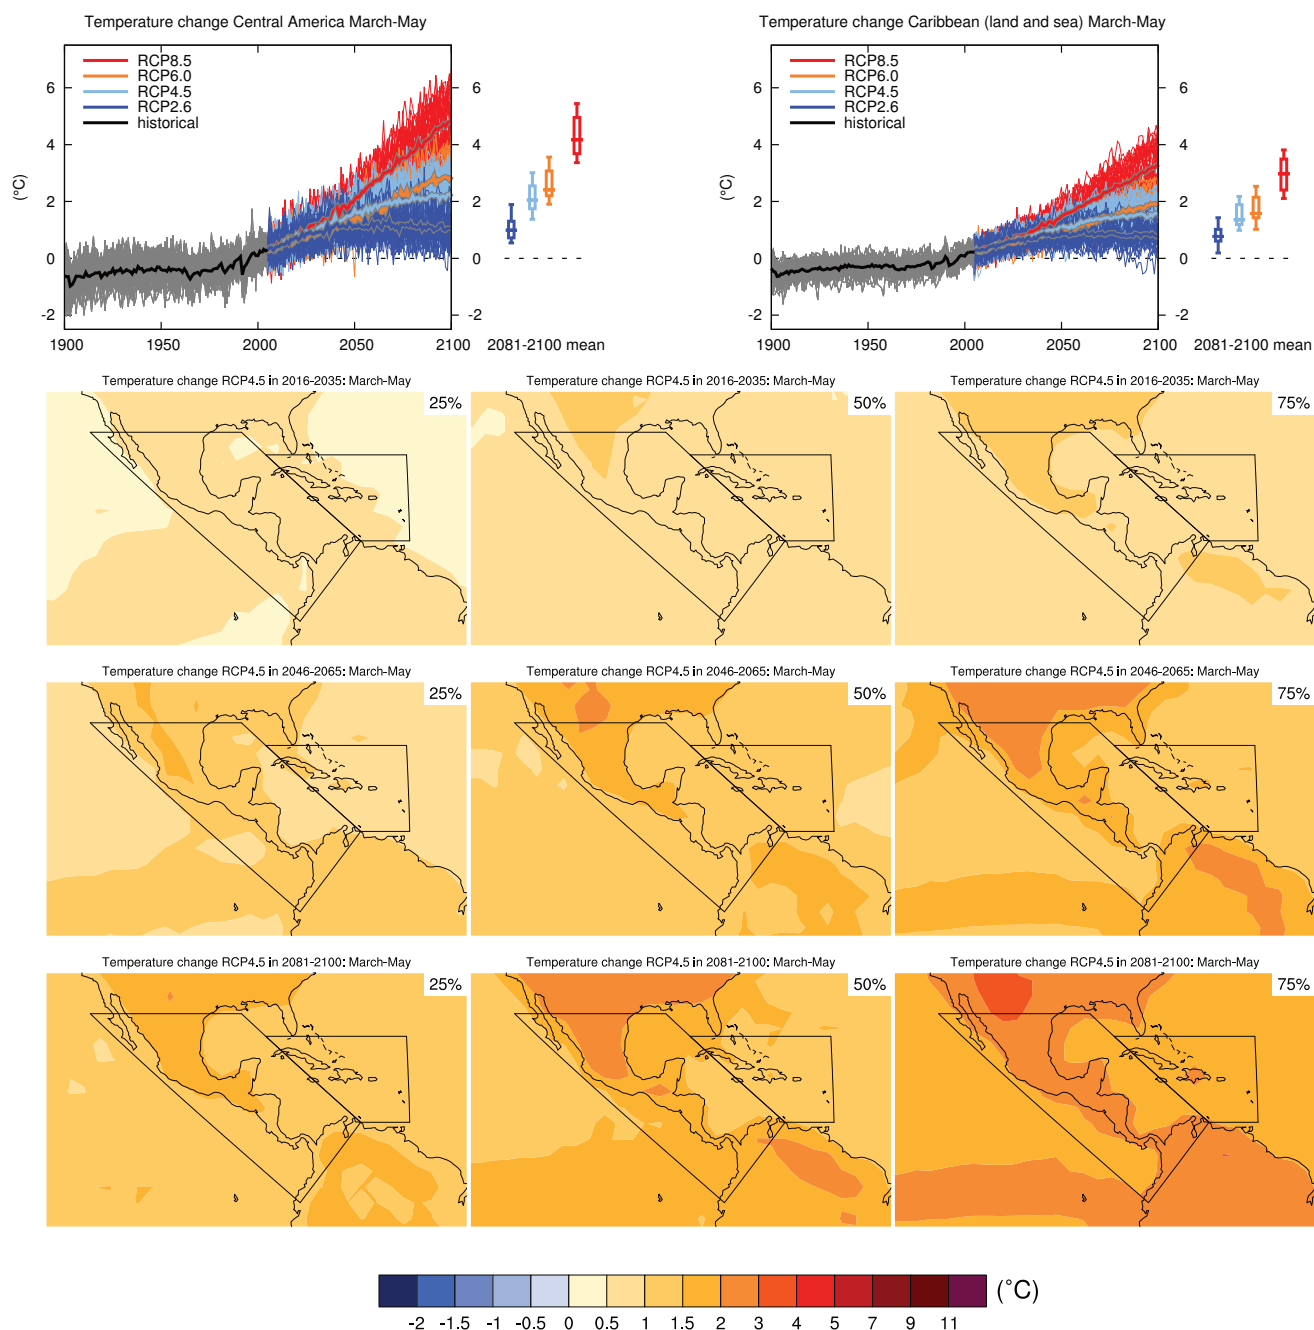 Temperature change Central America March-May
6
4
2
0
-2
(°C)
RCP8.5
RCP6.0
RCP4.5
RCP2.6
historical
1900
1950
2000
2050
2100
6
4
2
0
-2
2081-2100 mean
Temperature change Caribbean (land and sea) March-May
(°C)
RCP8.5
RCP6.0
RCP4.5
RCP2.6
historical
1900
1950
2000
2050
2100
6
4
2
0
-2
2081-2100 mean
Temperature change RCP4.5 in 2016-2035: March-May
25%
Temperature change RCP4.5 in 2016-2035: March-May
50%
Temperature change RCP4.5 in 2016-2035: March-May
75%
Temperature change RCP4.5 in 2046-2065: March-May
25%
Temperature change RCP4.5 in 2046-2065: March-May
50%
Temperature change RCP4.5 in 2046-2065: March-May
75%
Temperature change RCP4.5 in 2081-2100: March-May
25%
Temperature change RCP4.5 in 2081-2100: March-May
50%
Temperature change RCP4.5 in 2081-2100: March-May
75%
-2 -1.5 -1 -0.5 0 0.5 1 1.5 2 3 4 5 7 9 11
(°C)